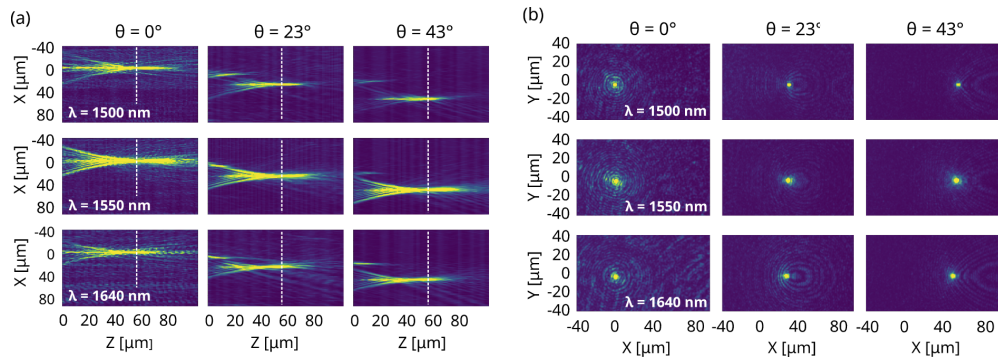 (a)
θ = 0° θ = 23° θ = 43°
X [μm] -40 0 40 80 λ = 1500 nm
X [μm] -40 0 40 80 λ = 1550 nm
X [μm] -40 0 40 80 λ = 1640 nm
0 20 40 60 80 0 20 40 60 80 0 20 40 60 80
Z [μm] Z [μm] Z [μm]
(b)
θ = 0° θ = 23° θ = 43°
Y [μm] 40 20 0 -20 -40 λ = 1500 nm
Y [μm] 40 20 0 -20 -40 λ = 1550 nm
Y [μm] 40 20 0 -20 -40 λ = 1640 nm
-40 0 40 80 -40 0 40 80 -40 0 40 80
X [μm] X [μm] X [μm]